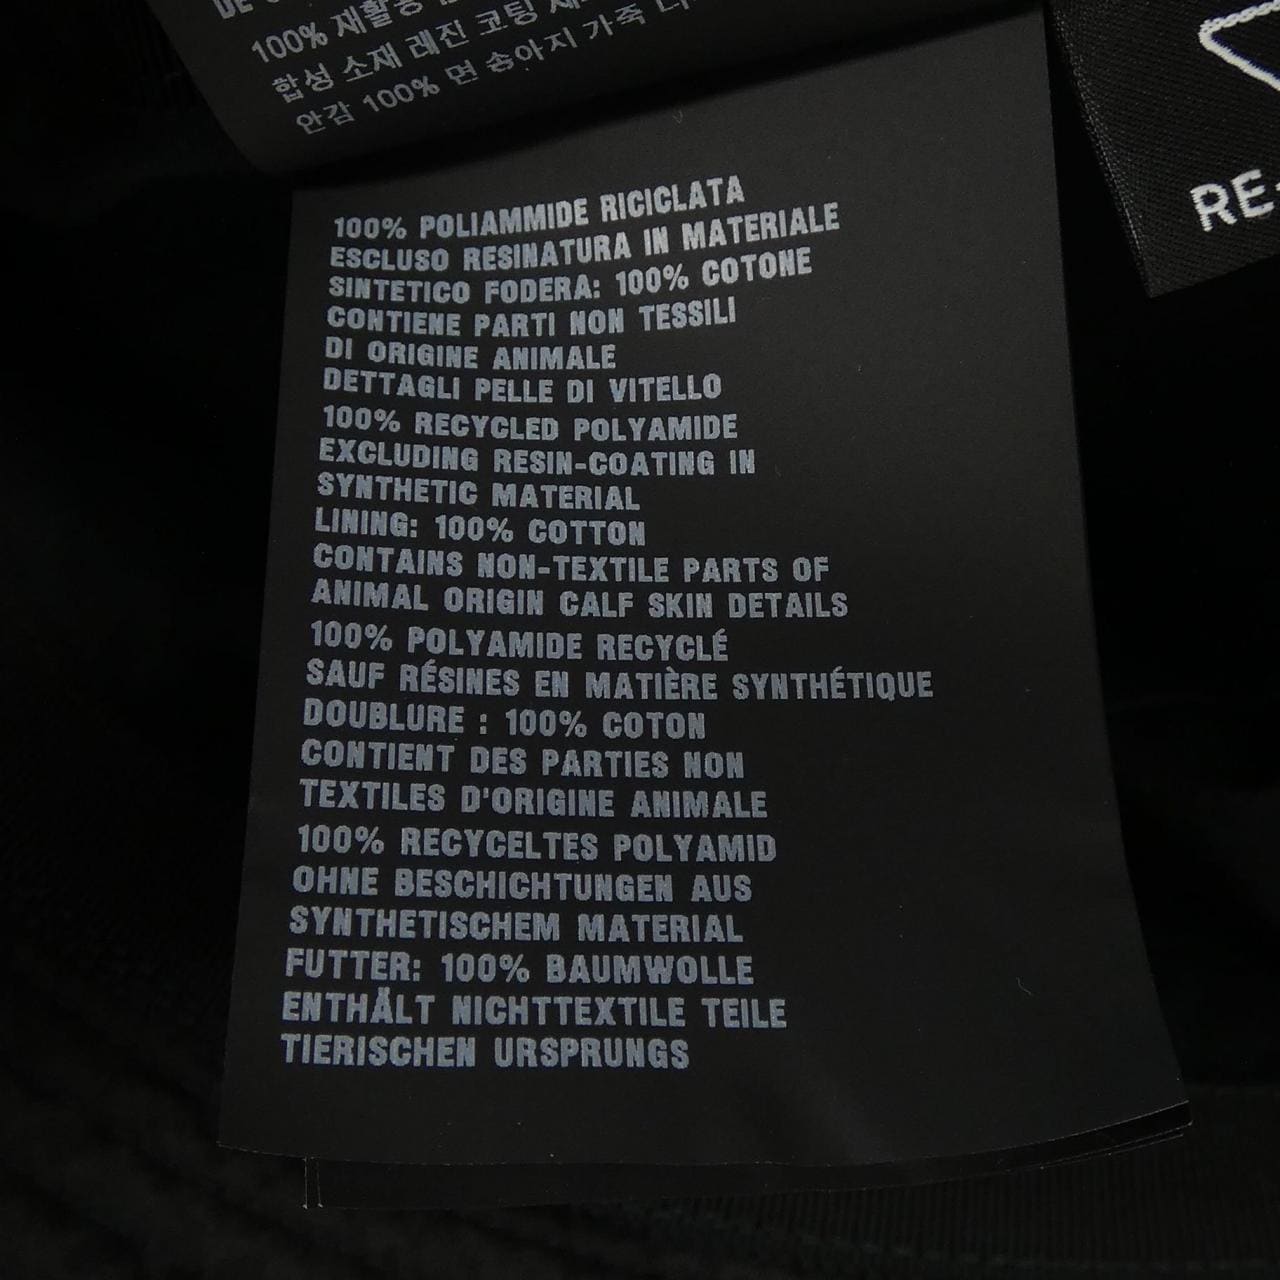 DE
100% 재활용
합성 소재 레진 코팅
안감 100% 면 송아지 가죽
RE-
100% POLIAMMIDE RICICLATA
ESCLUSO RESINATURA IN MATERIALE
SINTETICO FODERA: 100% COTONE
CONTIENE PARTI NON TESSILI
DI ORIGINE ANIMALE
DETTAGLI PELLE DI VITELLO
100% RECYCLED POLYAMIDE
EXCLUDING RESIN-COATING IN
SYNTHETIC MATERIAL
LINING: 100% COTTON
CONTAINS NON-TEXTILE PARTS OF
ANIMAL ORIGIN CALF SKIN DETAILS
100% POLYAMIDE RECYCLÉ
SAUF RÉSINES EN MATIÈRE SYNTHÉTIQUE
DOUBLURE : 100% COTON
CONTIENT DES PARTIES NON
TEXTILES D'ORIGINE ANIMALE
100% RECYCELTES POLYAMID
OHNE BESCHICHTUNGEN AUS
SYNTHETISCHEM MATERIAL
FUTTER: 100% BAUMWOLLE
ENTHÄLT NICHTTEXTILE TEILE
TIERISCHEN URSPRUNGS